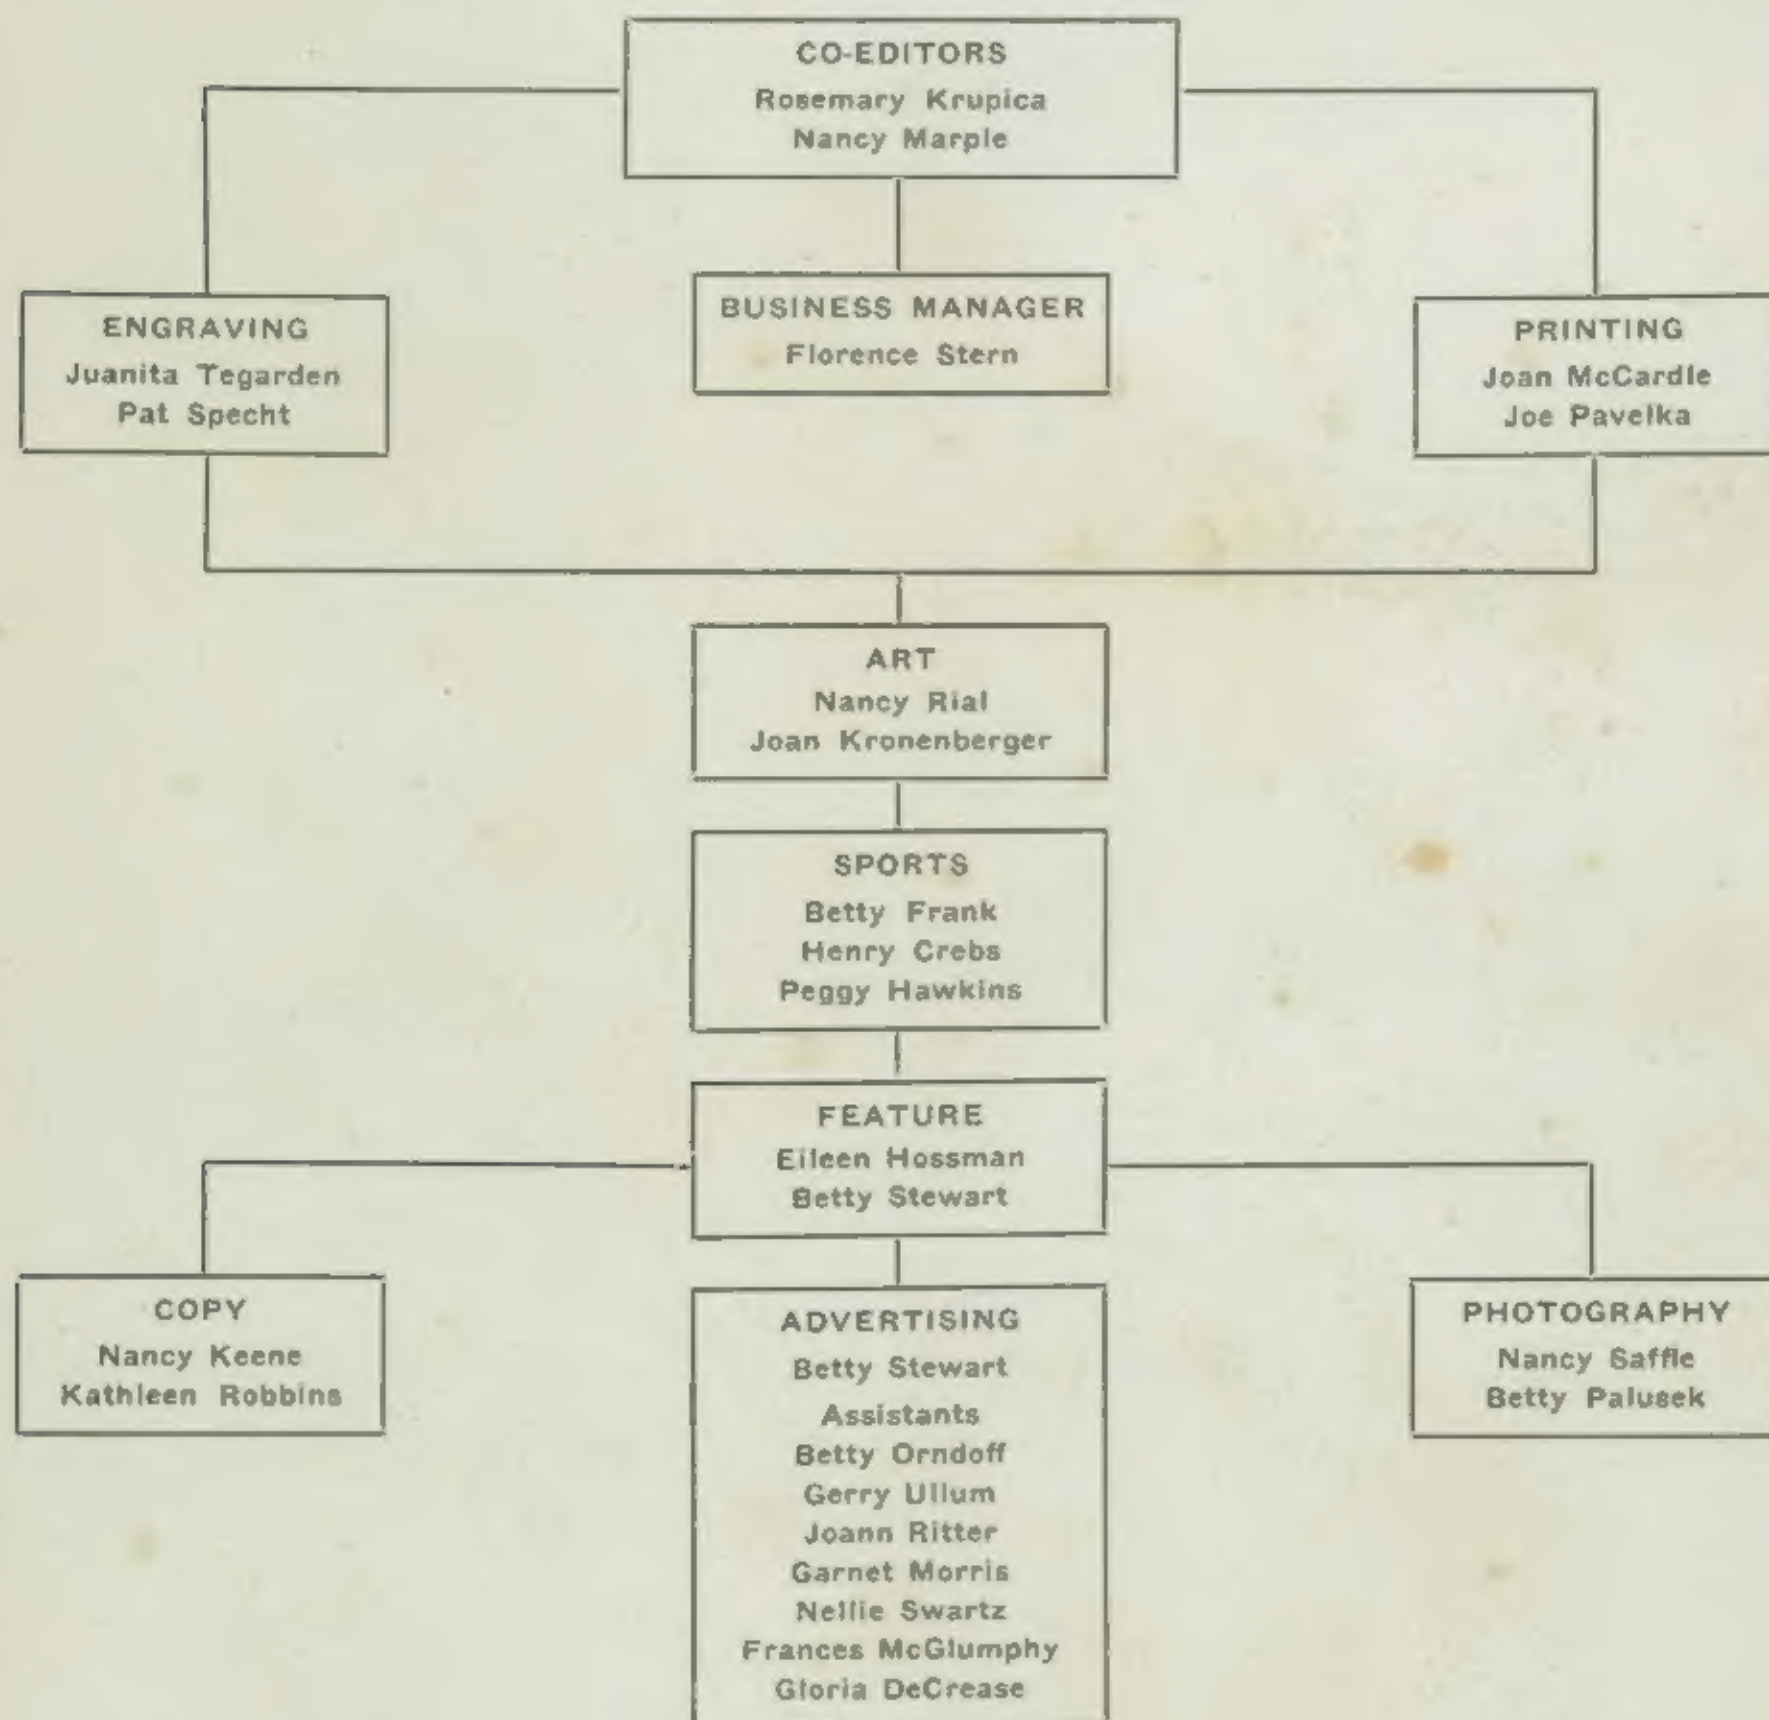 CO-EDITORS
Rosemary Krupica
Nancy Marple
ENGRAVING
Juanita Tegarden
Pat Specht
BUSINESS MANAGER
Florence Stern
PRINTING
Joan McCardle
Joe Pavelka
ART
Nancy Rial
Joan Kronenberger
SPORTS
Betty Frank
Henry Crebs
Peggy Hawkins
FEATURE
Eileen Hossman
Betty Stewart
COPY
Nancy Keene
Kathleen Robbins
ADVERTISING
Betty Stewart
Assistants
Betty Orndoff
Gerry Ullum
Joann Ritter
Garnet Morris
Nellie Swartz
Frances McGlumphy
Gloria DeCrease
PHOTOGRAPHY
Nancy Saffle
Betty Palusek